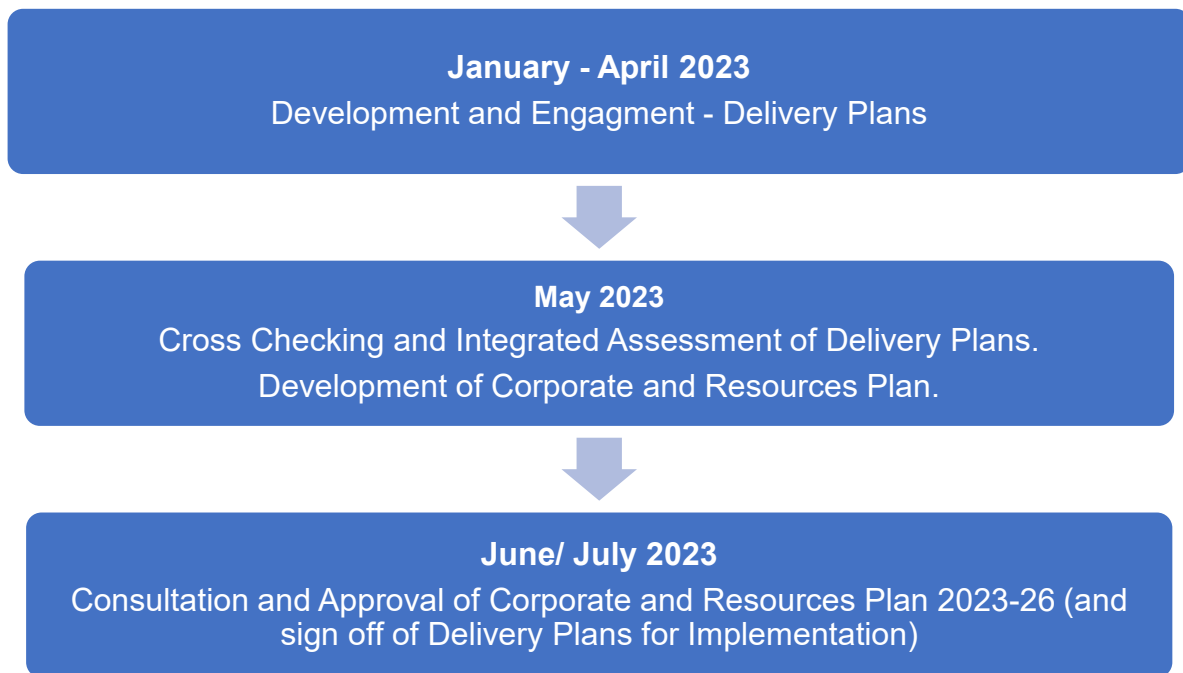 January - April 2023
Development and Engagment - Delivery Plans
May 2023
Cross Checking and Integrated Assessment of Delivery Plans.
Development of Corporate and Resources Plan.
June/ July 2023
Consultation and Approval of Corporate and Resources Plan 2023-26 (and
sign off of Delivery Plans for Implementation)